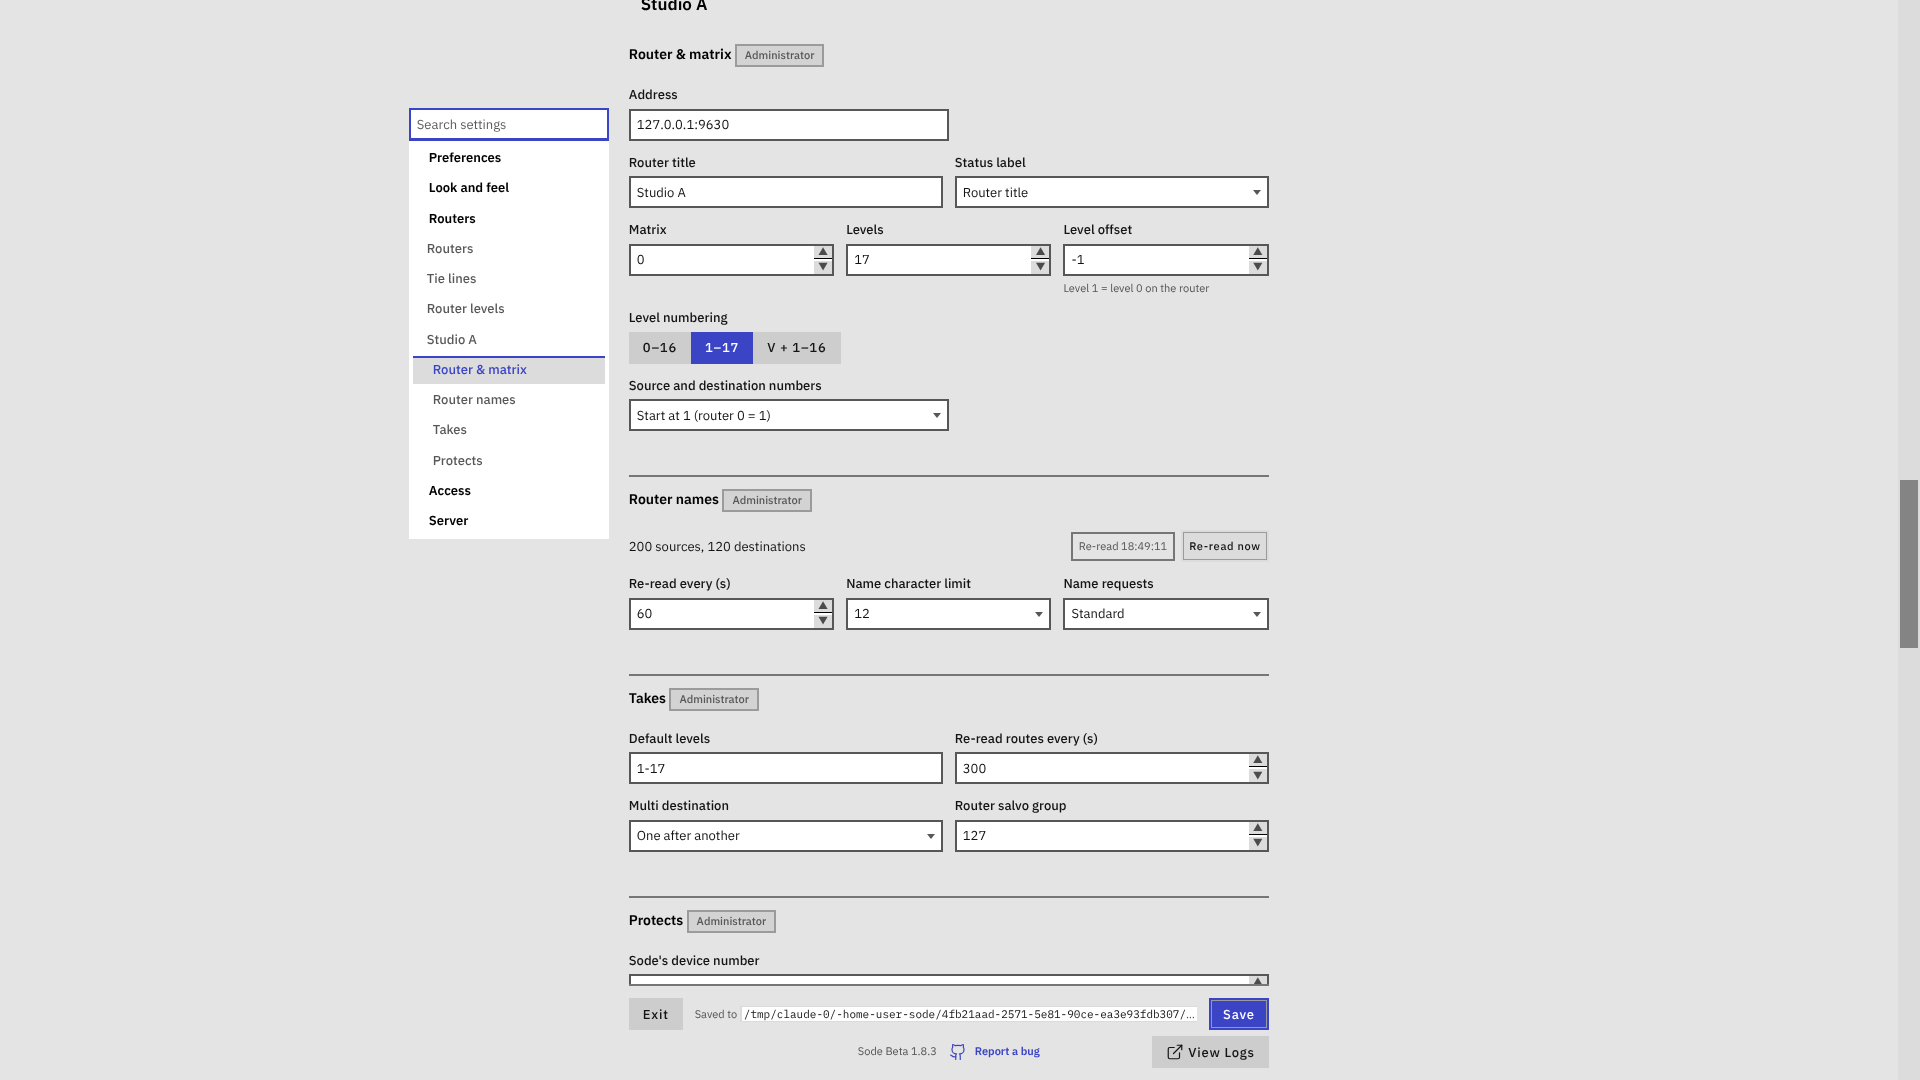 Studio A
Router & matrix Administrator
Address
127.0.0.1:9630
Router title Status label
Studio A Router title
Matrix Levels Level offset
0 17 -1
Level 1 = level 0 on the router
Level numbering
0–16 1–17 V + 1–16
Source and destination numbers
Start at 1 (router 0 = 1)
Search settings
Preferences
Look and feel
Routers
Routers
Tie lines
Router levels
Studio A
Router & matrix
Router names
Takes
Protects
Access
Server
Router names Administrator
200 sources, 120 destinations Re-read 18:49:11 Re-read now
Re-read every (s) Name character limit Name requests
60 12 Standard
Takes Administrator
Default levels Re-read routes every (s)
1-17 300
Multi destination Router salvo group
One after another 127
Protects Administrator
Sode's device number
Exit Saved to /tmp/claude-0/-home-user-sode/4fb21aad-2571-5e81-90ce-ea3e93fdb307/… Save
Sode Beta 1.8.3 Report a bug View Logs